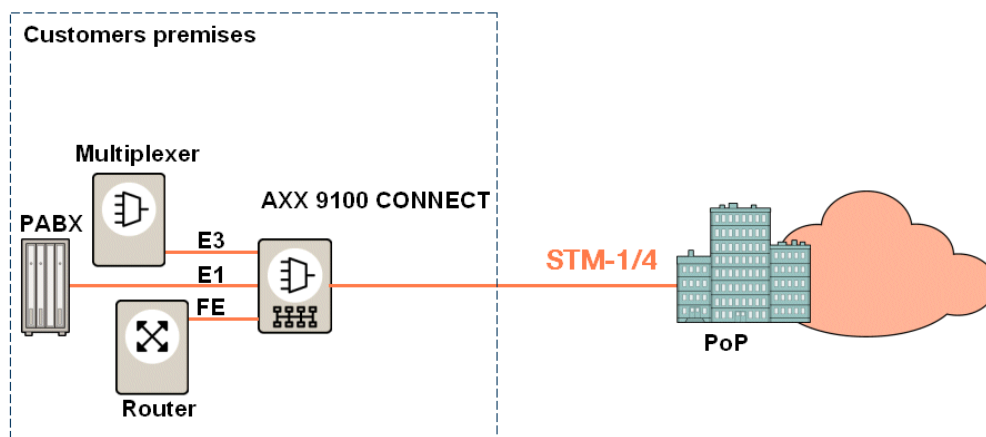 Customers premises
Multiplexer
AXX 9100 CONNECT
PABX
E3
E1
STM-1/4
FE
PoP
Router